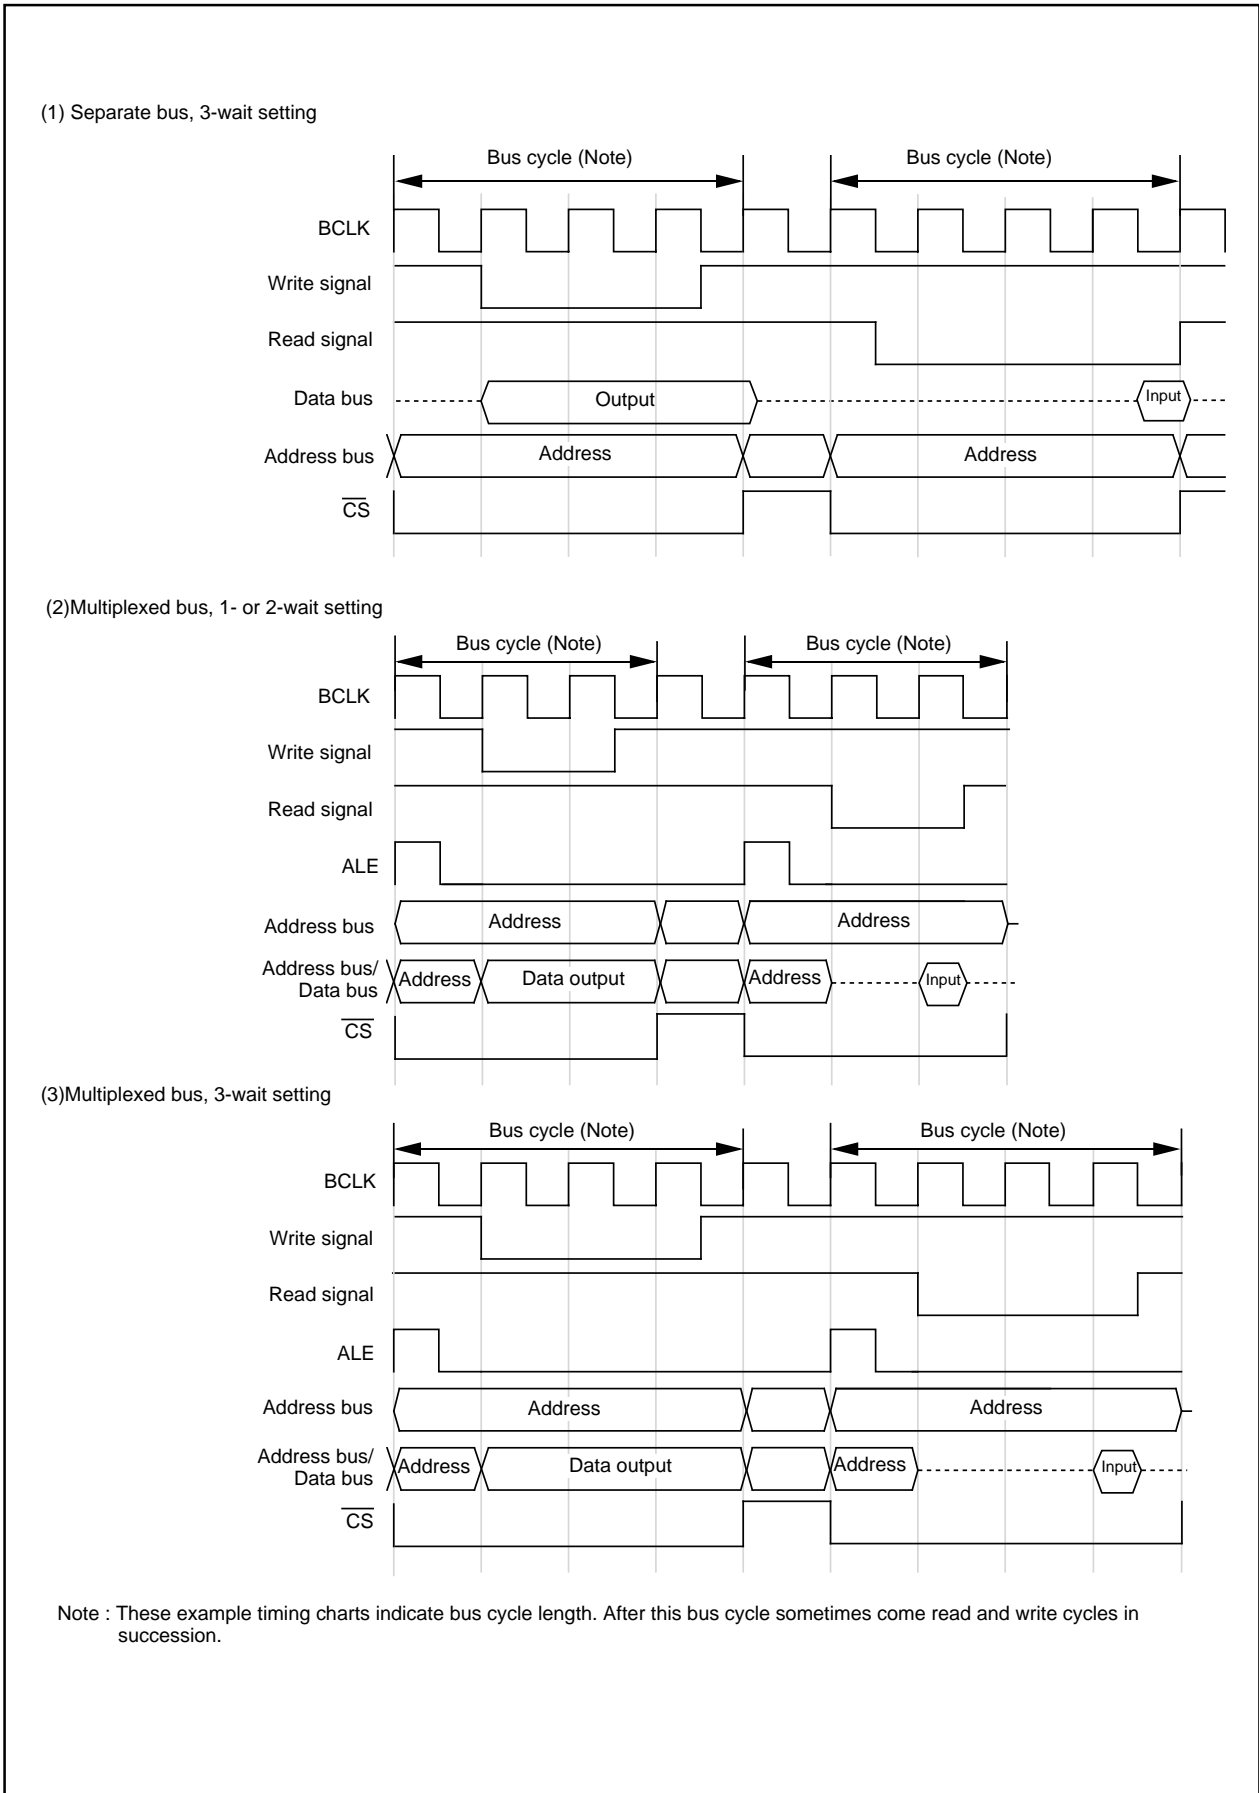 (1) Separate bus, 3-wait setting
Bus cycle (Note) Bus cycle (Note)
BCLK
Write signal
Read signal
Data bus Output Input
Address bus Address Address
CS
(2)Multiplexed bus, 1- or 2-wait setting
Bus cycle (Note) Bus cycle (Note)
BCLK
Write signal
Read signal
ALE
Address bus Address Address
Address bus/
Data bus Address Data output Address Input
CS
(3)Multiplexed bus, 3-wait setting
Bus cycle (Note) Bus cycle (Note)
BCLK
Write signal
Read signal
ALE
Address bus Address Address
Address bus/
Data bus Address Data output Address Input
CS
Note : These example timing charts indicate bus cycle length. After this bus cycle sometimes come read and write cycles in
succession.